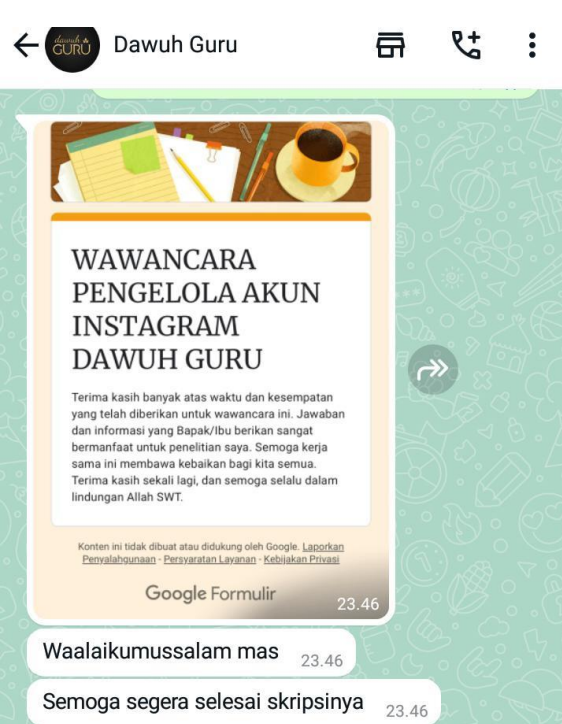 dawuh
GURU
Dawuh Guru
WAWANCARA
PENGELOLA AKUN
INSTAGRAM
DAWUH GURU
Terima kasih banyak atas waktu dan kesempatan
yang telah diberikan untuk wawancara ini. Jawaban
dan informasi yang Bapak/Ibu berikan sangat
bermanfaat untuk penelitian saya. Semoga kerja
sama ini membawa kebaikan bagi kita semua.
Terima kasih sekali lagi, dan semoga selalu dalam
lindungan Allah SWT.
Konten ini tidak dibuat atau didukung oleh Google. Laporkan
Penyalahgunaan - Persyaratan Layanan - Kebijakan Privasi
Google Formulir
23.46
Waalaikumussalam mas 23.46
Semoga segera selesai skripsinya 23.46